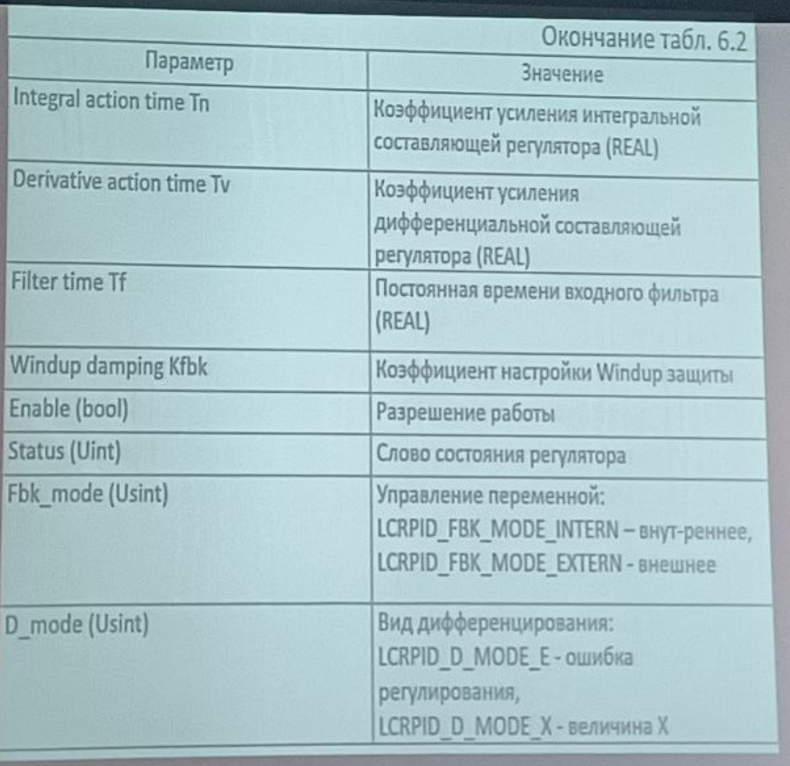 Окончание табл. 6.2
Параметр
Значение
Integral action time Tn
Коэффициент усиления интегральной
составляющей регулятора (REAL)
Derivative action time Tv
Коэффициент усиления
дифференциальной составляющей
регулятора (REAL)
Filter time Tf
Постоянная времени входного фильтра
(REAL)
Windup damping Kfbk
Коэффициент настройки Windup защиты
Enable (bool)
Разрешение работы
Status (Uint)
Слово состояния регулятора
Fbk_mode (Usint)
Управление переменной:
LCRPID_FBK_MODE_INTERN – внут-реннее,
LCRPID_FBK_MODE_EXTERN - внешнее
D_mode (Usint)
Вид дифференцирования:
LCRPID_D_MODE_E - ошибка
регулирования,
LCRPID_D_MODE_X - величина X